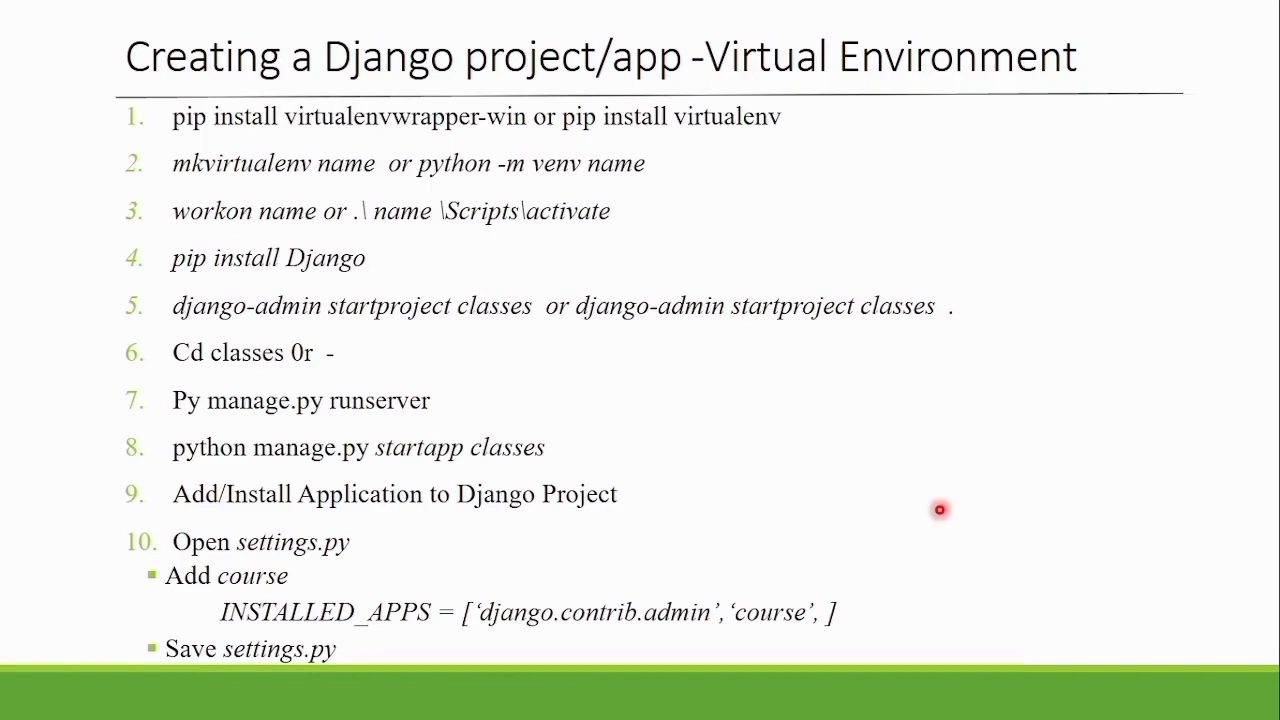 Creating a Django project/app -Virtual Environment
1. pip install virtualenvwrapper-win or pip install virtualenv
2. mkvirtualenv name or python -m venv name
3. workon name or .\ name \Scripts\activate
4. pip install Django
5. django-admin startproject classes or django-admin startproject classes .
6. Cd classes 0r -
7. Py manage.py runserver
8. python manage.py startapp classes
9. Add/Install Application to Django Project
10. Open settings.py
▪ Add course
INSTALLED_APPS = [‘django.contrib.admin’,‘course’, ]
▪ Save settings.py